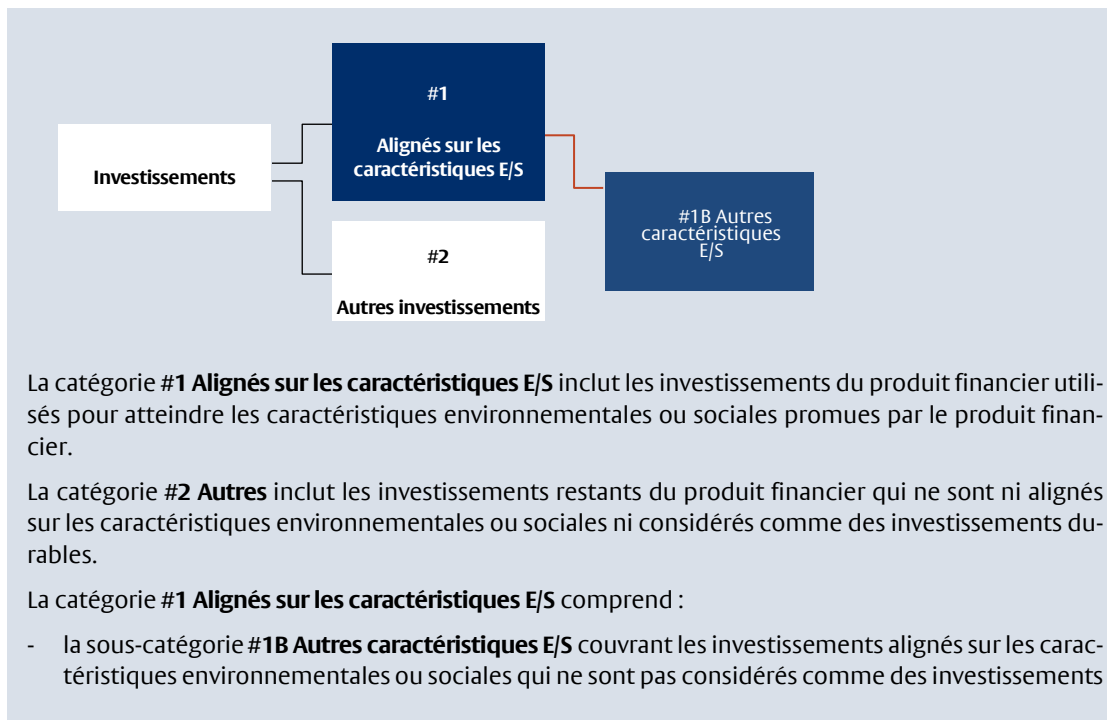 #1
Alignés sur les
caractéristiques E/S
Investissements
#1B Autres
caractéristiques
E/S
#2
Autres investissements
La catégorie #1 Alignés sur les caractéristiques E/S inclut les investissements du produit financier utili-
sés pour atteindre les caractéristiques environnementales ou sociales promues par le produit finan-
cier.
La catégorie #2 Autres inclut les investissements restants du produit financier qui ne sont ni alignés
sur les caractéristiques environnementales ou sociales ni considérés comme des investissements du-
rables.
La catégorie #1 Alignés sur les caractéristiques E/S comprend :
- la sous-catégorie #1B Autres caractéristiques E/S couvrant les investissements alignés sur les carac-
téristiques environnementales ou sociales qui ne sont pas considérés comme des investissements